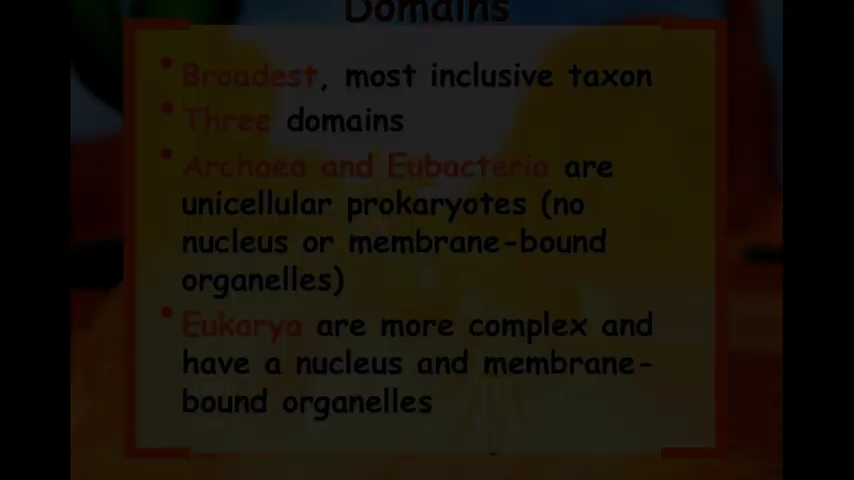 Domains
• Broadest, most inclusive taxon
• Three domains
• Archaea and Eubacteria are
unicellular prokaryotes (no
nucleus or membrane-bound
organelles)
• Eukarya are more complex and
have a nucleus and membrane-
bound organelles